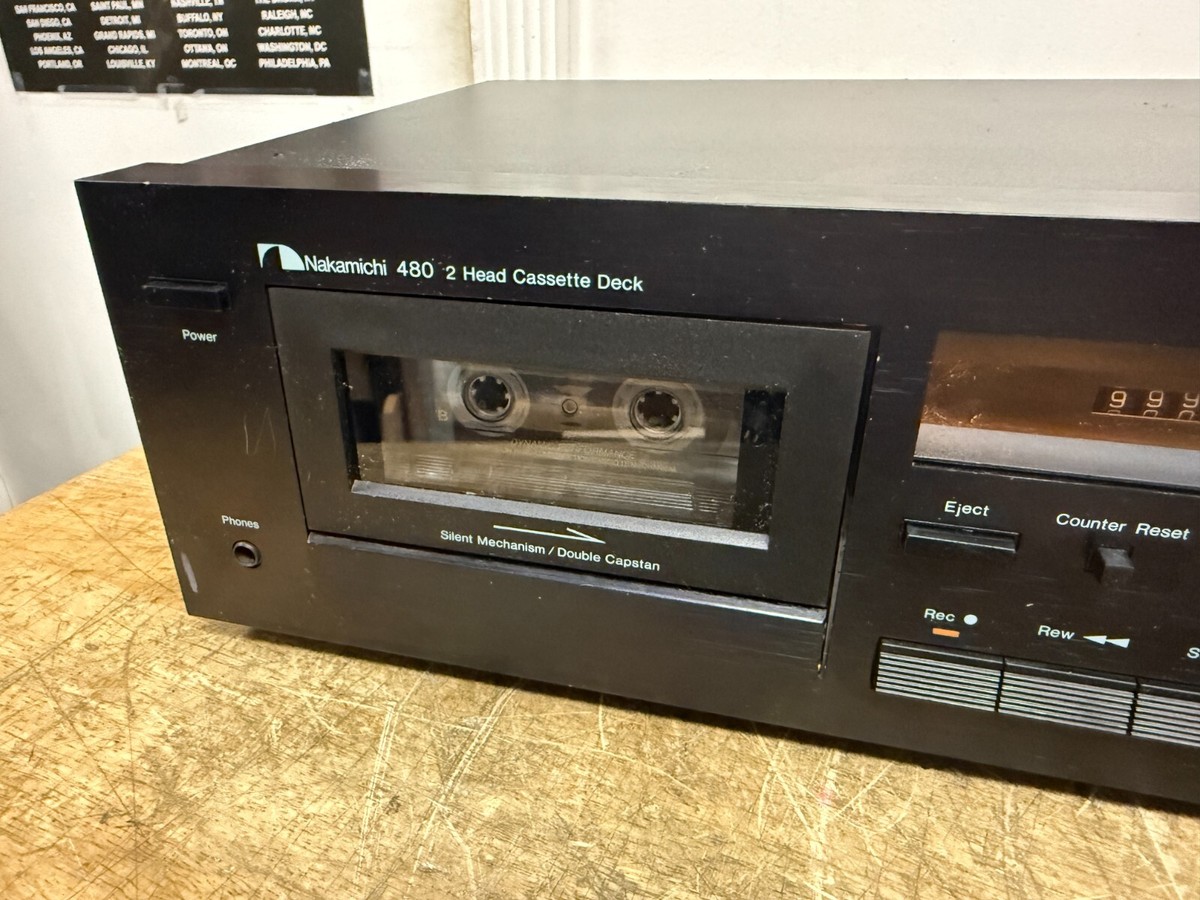 SAN FRANCISCO, CA SAINT PAUL, MN NASHVILLE, TN
SAN DIEGO, CA DETROIT, MI BUFFALO, NY RALEIGH, NC
PHOENIX, AZ GRAND RAPIDS, MI TORONTO, ON CHARLOTTE, NC
LOS ANGELES, CA CHICAGO, IL OTTAWA, ON WASHINGTON, DC
PORTLAND, OR LOUISVILLE, KY MONTREAL, QC PHILADELPHIA, PA
Nakamichi 480 2 Head Cassette Deck
Power
B
DYNAMIC PERFORMANCE
999
Phones
Silent Mechanism / Double Capstan
Eject
Counter Reset
Rec
Rew
S